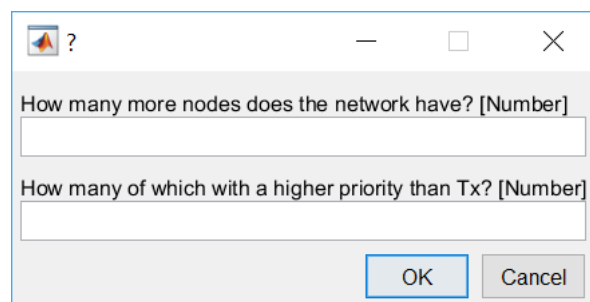 ?
How many more nodes does the network have? [Number]
How many of which with a higher priority than Tx? [Number]
OK Cancel